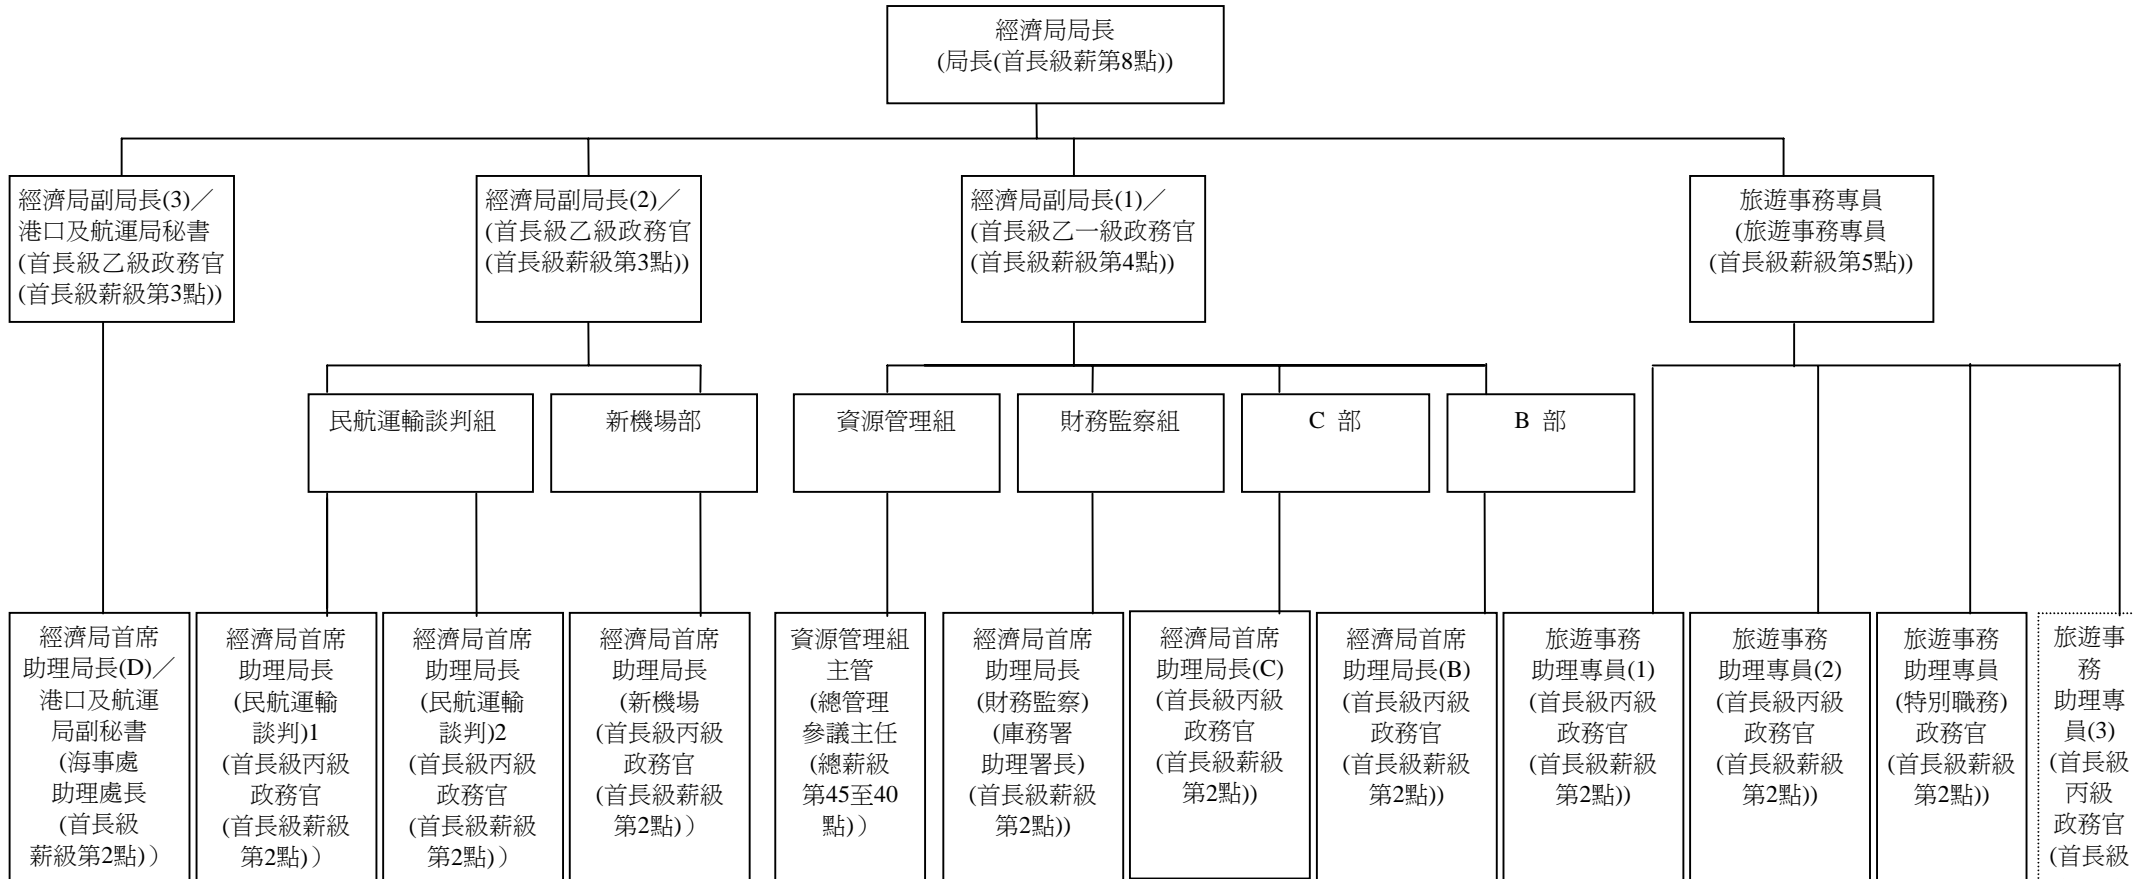 經濟局局長
(局長(首長級薪第8點))
經濟局副局長(3)／
港口及航運局秘書
(首長級乙級政務官
(首長級薪級第3點))
經濟局副局長(2)／
(首長級乙級政務官
(首長級薪級第3點))
經濟局副局長(1)／
(首長級乙一級政務官
(首長級薪級第4點))
旅遊事務專員
(旅遊事務專員
(首長級薪級第5點))
民航運輸談判組
新機場部
資源管理組
財務監察組
C 部
B 部
經濟局首席
助理局長(D)／
港口及航運
局副秘書
(海事處
助理處長
(首長級
薪級第2點)）
經濟局首席
助理局長
(民航運輸
談判)1
(首長級丙級
政務官
(首長級薪級
第2點)）
經濟局首席
助理局長
(民航運輸
談判)2
(首長級丙級
政務官
(首長級薪級
第2點)）
經濟局首席
助理局長
(新機場
(首長級丙級
政務官
(首長級薪級
第2點)）
資源管理組
主管
(總管理
參議主任
(總薪級
第45至40
點)）
經濟局首席
助理局長
(財務監察)
(庫務署
助理署長)
(首長級薪級
第2點))
經濟局首席
助理局長(C)
(首長級丙級
政務官
(首長級薪級
第2點))
經濟局首席
助理局長(B)
(首長級丙級
政務官
(首長級薪級
第2點))
旅遊事務
助理專員(1)
(首長級丙級
政務官
(首長級薪級
第2點))
旅遊事務
助理專員(2)
(首長級丙級
政務官
(首長級薪級
第2點))
旅遊事務
助理專員
(特別職務)
政務官
(首長級薪級
第2點))
旅遊事
務
助理專
員(3)
(首長級
丙級
政務官
(首長級